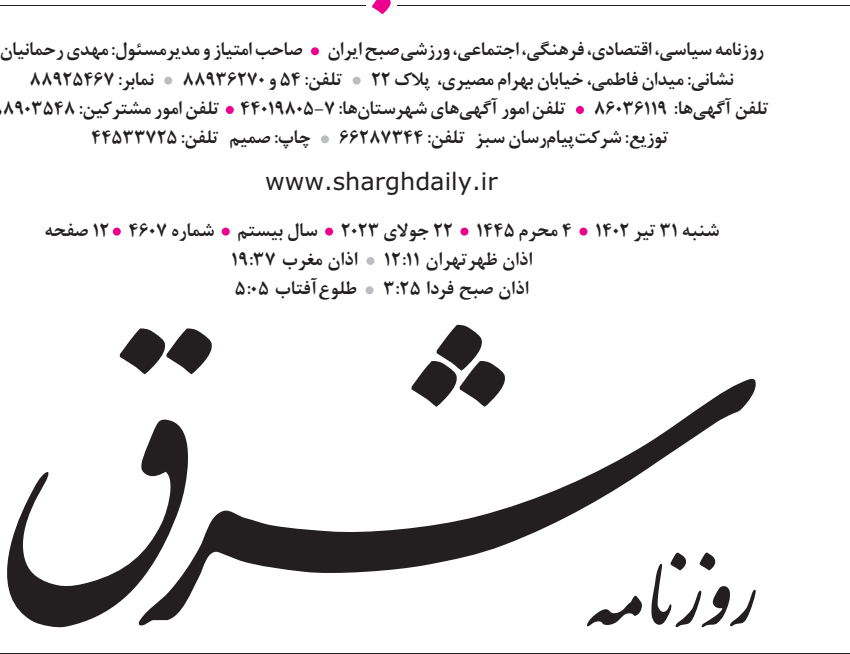 روزنامه سیاسی، اقتصادی، فرهنگی، اجتماعی، ورزشی صبح ایران • صاحب امتیاز و مدیرمسئول: مهدی رحمانیان
نشانی: میدان فاطمی، خیابان بهرام مصیری، پلاک ۲۲ • تلفن: ۵۴ و ۸۸۹۳۶۲۷۰ • نمابر: ۸۸۹۲۵۴۶۷
تلفن آگهی‌ها: ۸۶۰۳۶۱۱۹ • تلفن امور آگهی‌های شهرستان‌ها: ۷-۴۴۰۱۹۸۰۵ • تلفن امور مشترکین: ۸۸۹۰۳۵۴۸
توزیع: شرکت پیام‌رسان سبز تلفن: ۶۶۲۸۷۳۴۴ • چاپ: صمیم تلفن: ۴۴۵۳۳۷۲۵
www.sharghdaily.ir
شنبه ۳۱ تیر ۱۴۰۲ • ۴ محرم ۱۴۴۵ • ۲۲ جولای ۲۰۲۳ • سال بیستم • شماره ۴۶۰۷ • ۱۲ صفحه
اذان ظهر تهران ۱۲:۱۱ • اذان مغرب ۱۹:۳۷
اذان صبح فردا ۳:۲۵ • طلوع آفتاب ۵:۰۵
روزنامه
شرق